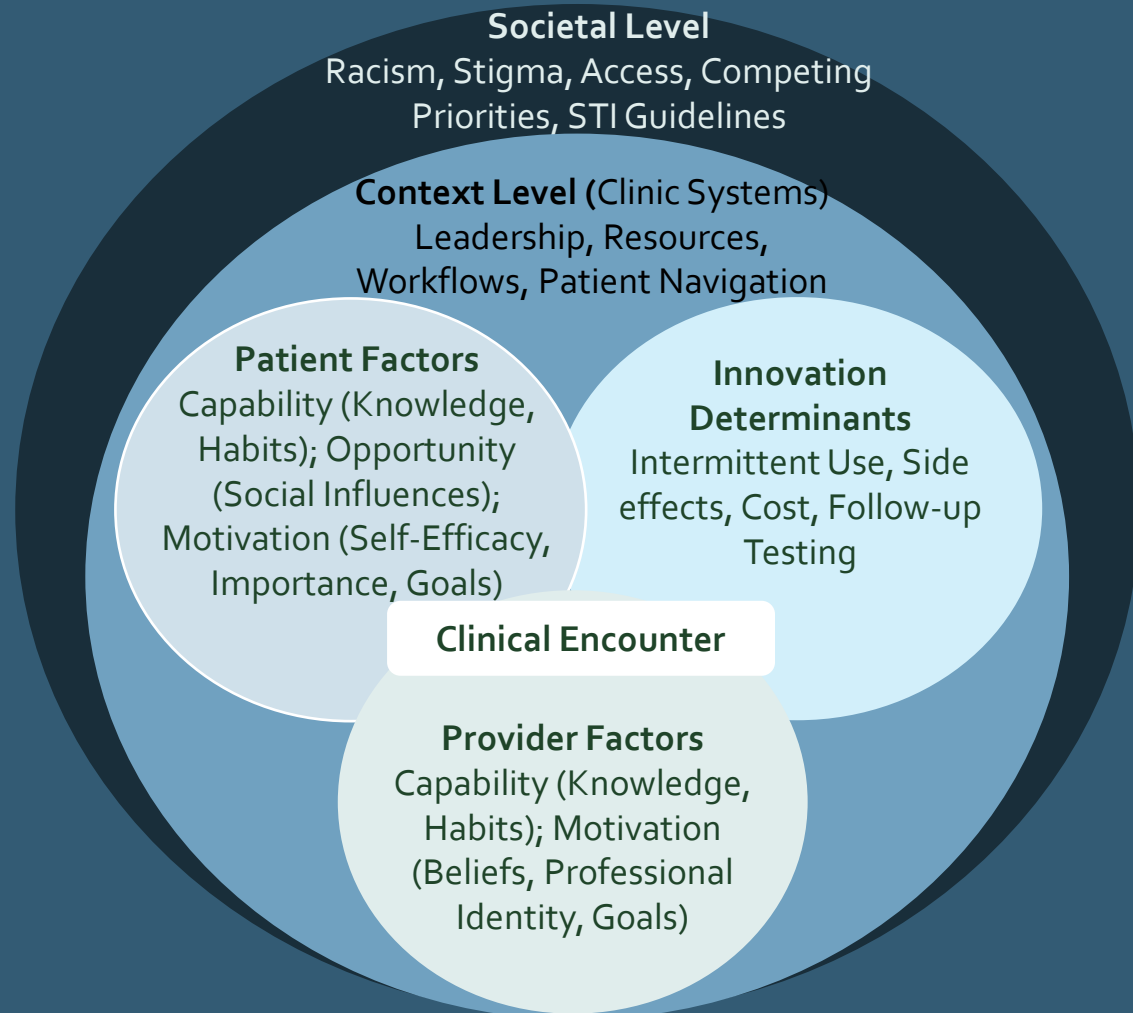 Societal Level
Racism, Stigma, Access, Competing
Priorities, STI Guidelines
Context Level (Clinic Systems)
Leadership, Resources,
Workflows, Patient Navigation
Patient Factors
Capability (Knowledge,
Habits); Opportunity
(Social Influences);
Motivation (Self-Efficacy,
Importance, Goals)
Innovation
Determinants
Intermittent Use, Side
effects, Cost, Follow-up
Testing
Clinical Encounter
Provider Factors
Capability (Knowledge,
Habits); Motivation
(Beliefs, Professional
Identity, Goals)